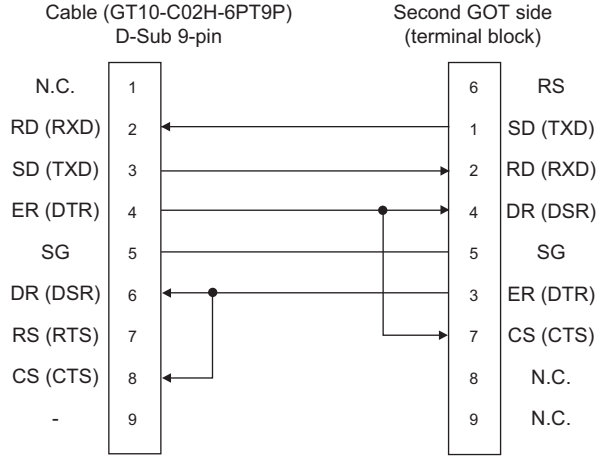 Cable (GT10-C02H-6PT9P) Second GOT side
D-Sub 9-pin (terminal block)
N.C. 1 6 RS
RD (RXD) 2 1 SD (TXD)
SD (TXD) 3 2 RD (RXD)
ER (DTR) 4 4 DR (DSR)
SG 5 5 SG
DR (DSR) 6 3 ER (DTR)
RS (RTS) 7 7 CS (CTS)
CS (CTS) 8 8 N.C.
- 9 9 N.C.